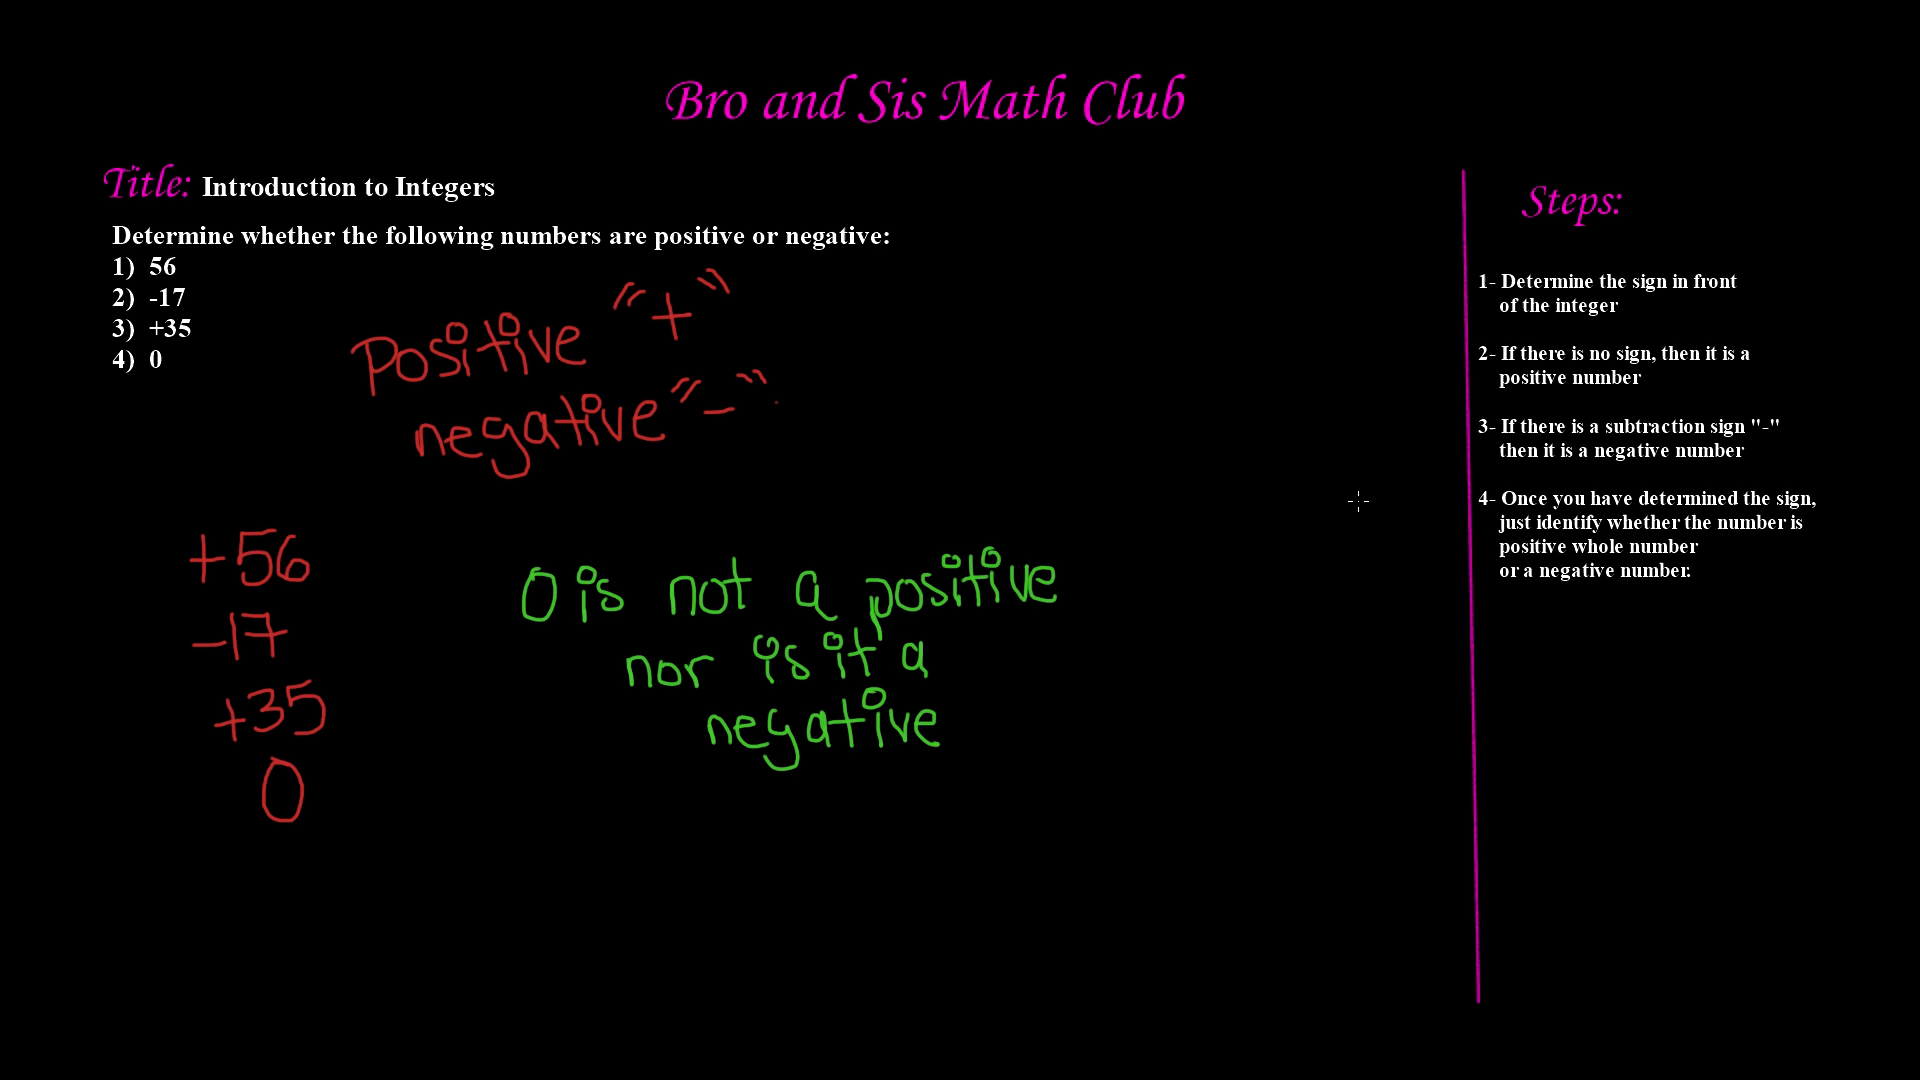 Bro and Sis Math Club
Title: Introduction to Integers
Determine whether the following numbers are positive or negative:
1) 56
2) -17
3) +35
4) 0
Positive "+"
negative "-"
+56
-17
+35
0
0 is not a positive
nor is it a
negative
Steps:
1- Determine the sign in front
of the integer
2- If there is no sign, then it is a
positive number
3- If there is a subtraction sign "-"
then it is a negative number
4- Once you have determined the sign,
just identify whether the number is
positive whole number
or a negative number.